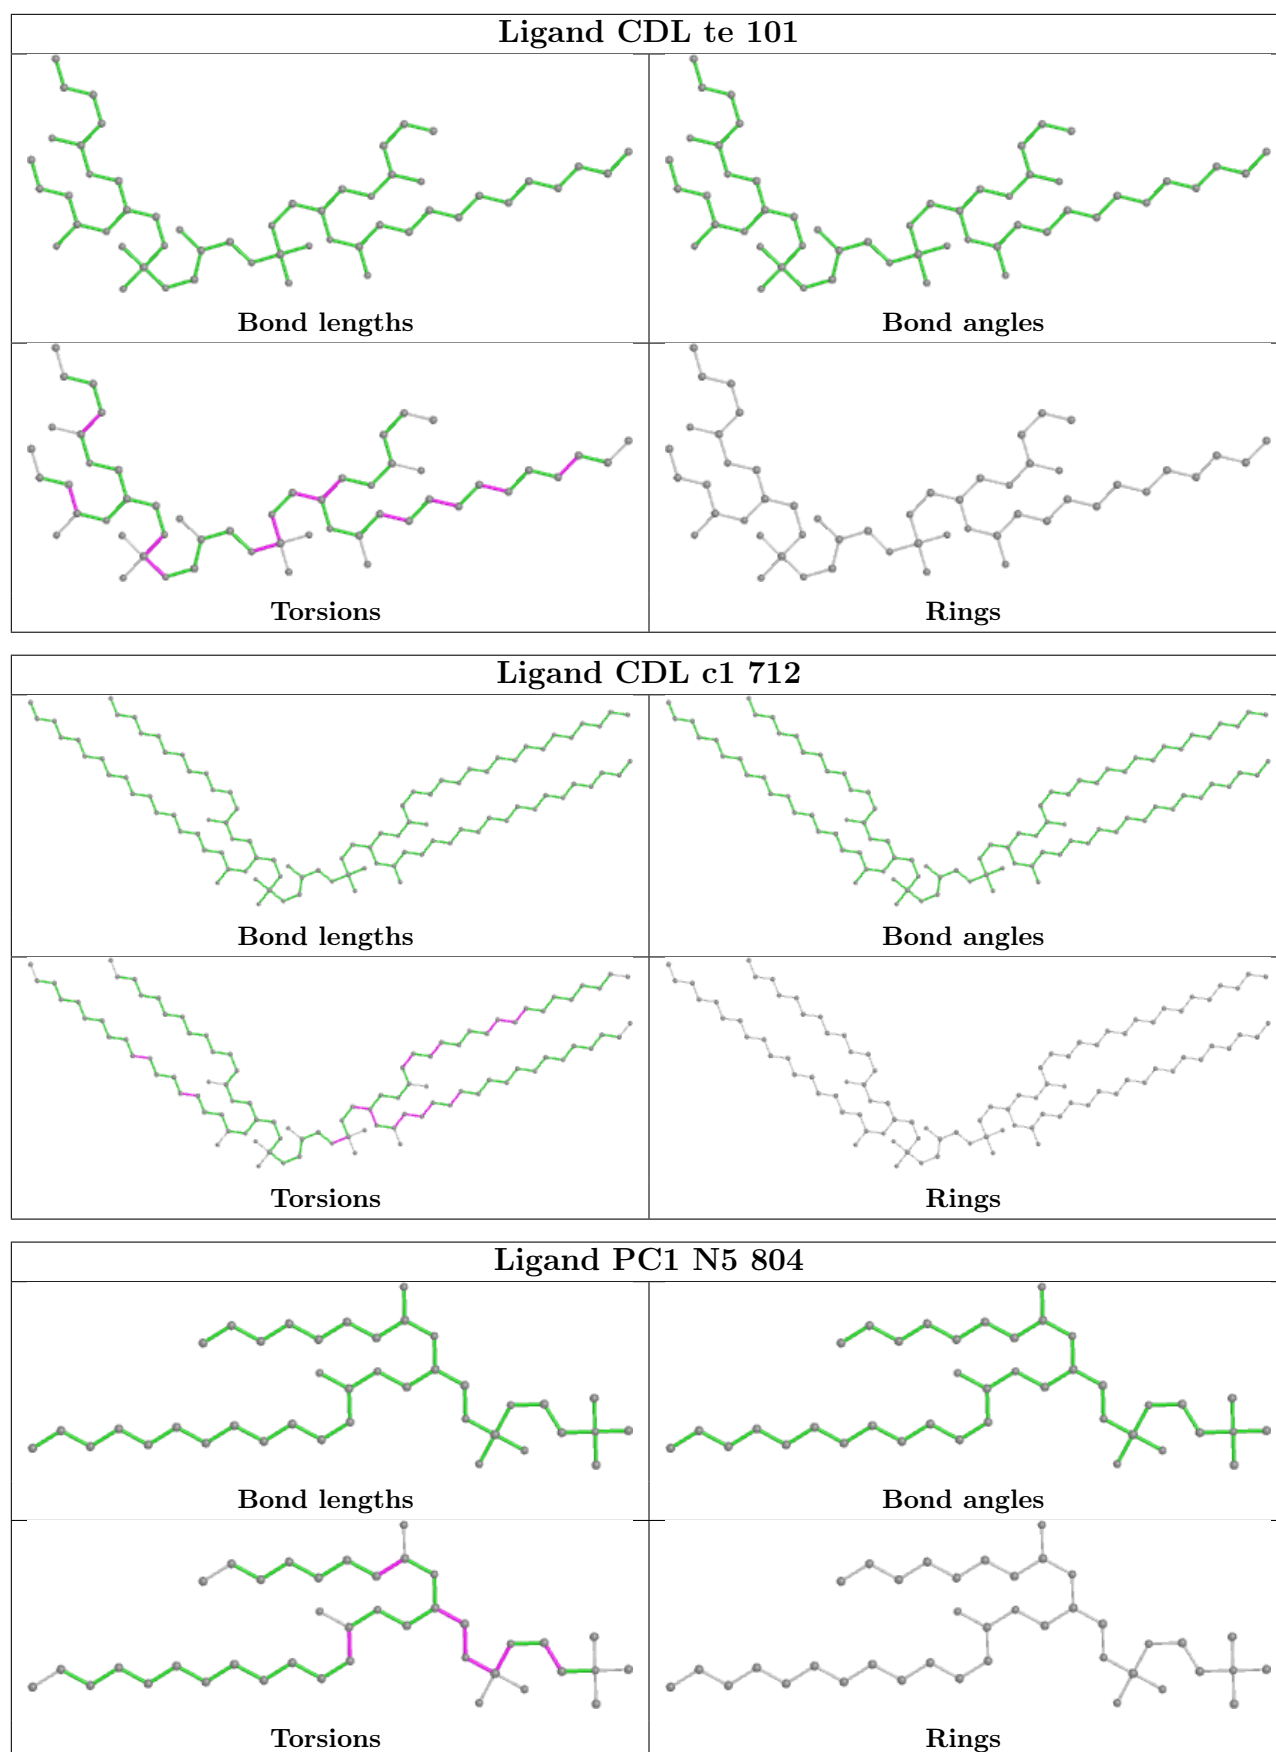 Ligand CDL te 101
Bond lengths
Bond angles
Torsions
Rings
Ligand CDL c1 712
Bond lengths
Bond angles
Torsions
Rings
Ligand PC1 N5 804
Bond lengths
Bond angles
Torsions
Rings